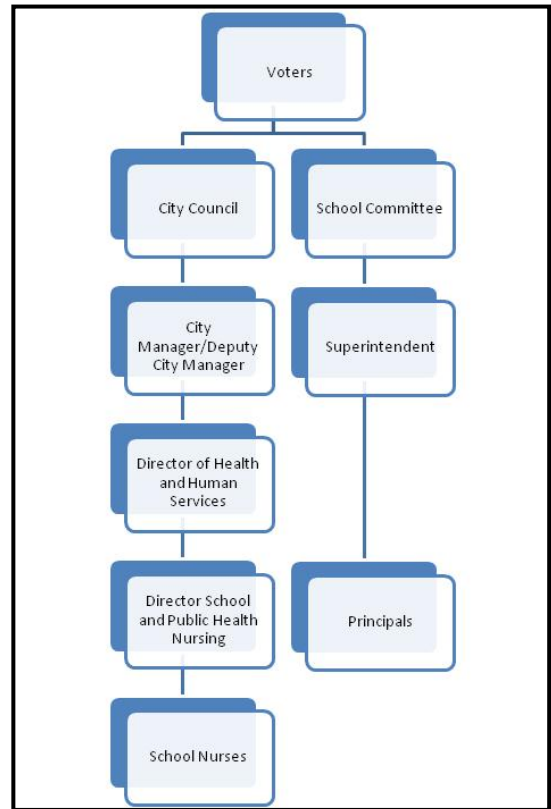 Voters
City Council
School Committee
City
Manager/Deputy
City Manager
Superintendent
Director of Health
and Human
Services
Director School
and Public Health
Nursing
Principals
School Nurses